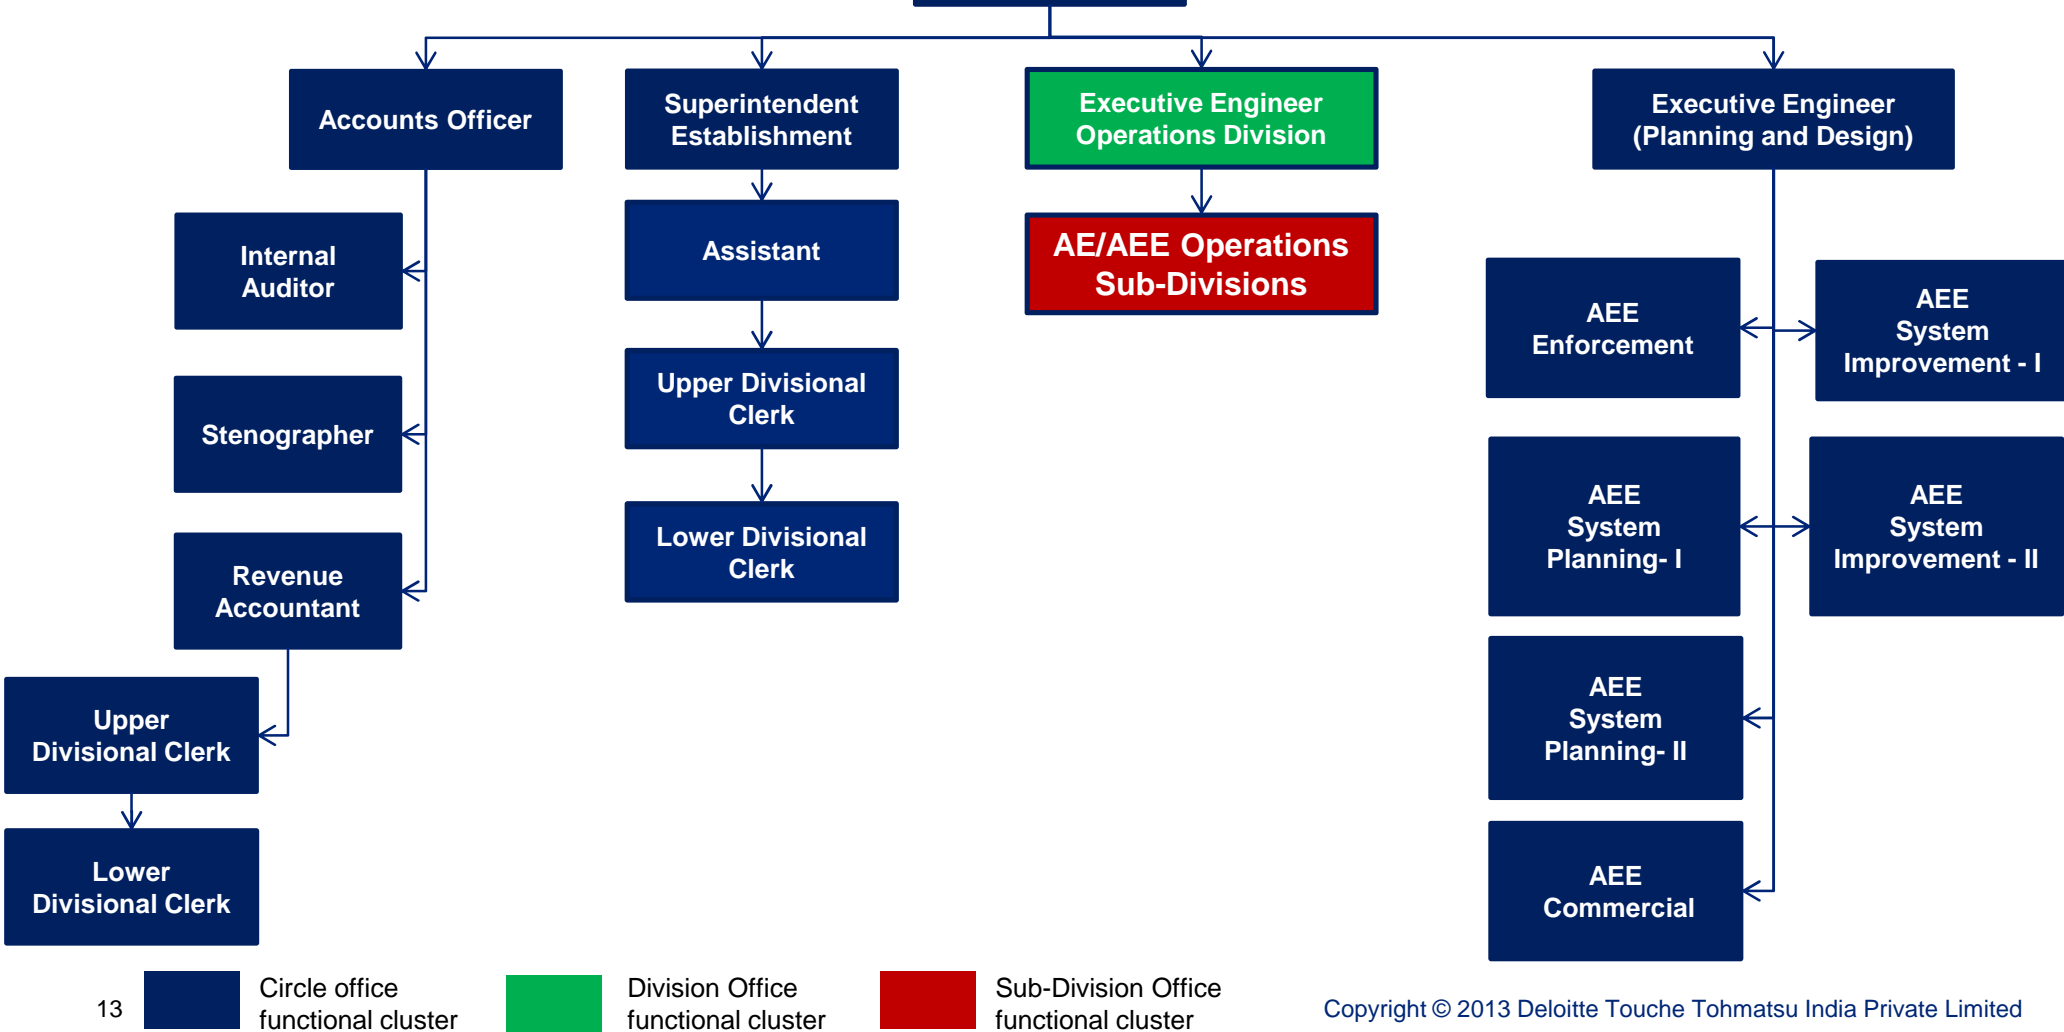 Accounts Officer
Superintendent
Establishment
Executive Engineer
Operations Division
Executive Engineer
(Planning and Design)
Internal
Auditor
Assistant
AE/AEE Operations
Sub-Divisions
AEE
Enforcement
AEE
System
Improvement - I
Stenographer
Upper Divisional
Clerk
AEE
System
Planning- I
AEE
System
Improvement - II
Revenue
Accountant
Lower Divisional
Clerk
Upper
Divisional Clerk
AEE
System
Planning- II
Lower
Divisional Clerk
AEE
Commercial
13
Circle office
functional cluster
Division Office
functional cluster
Sub-Division Office
functional cluster
Copyright © 2013 Deloitte Touche Tohmatsu India Private Limited